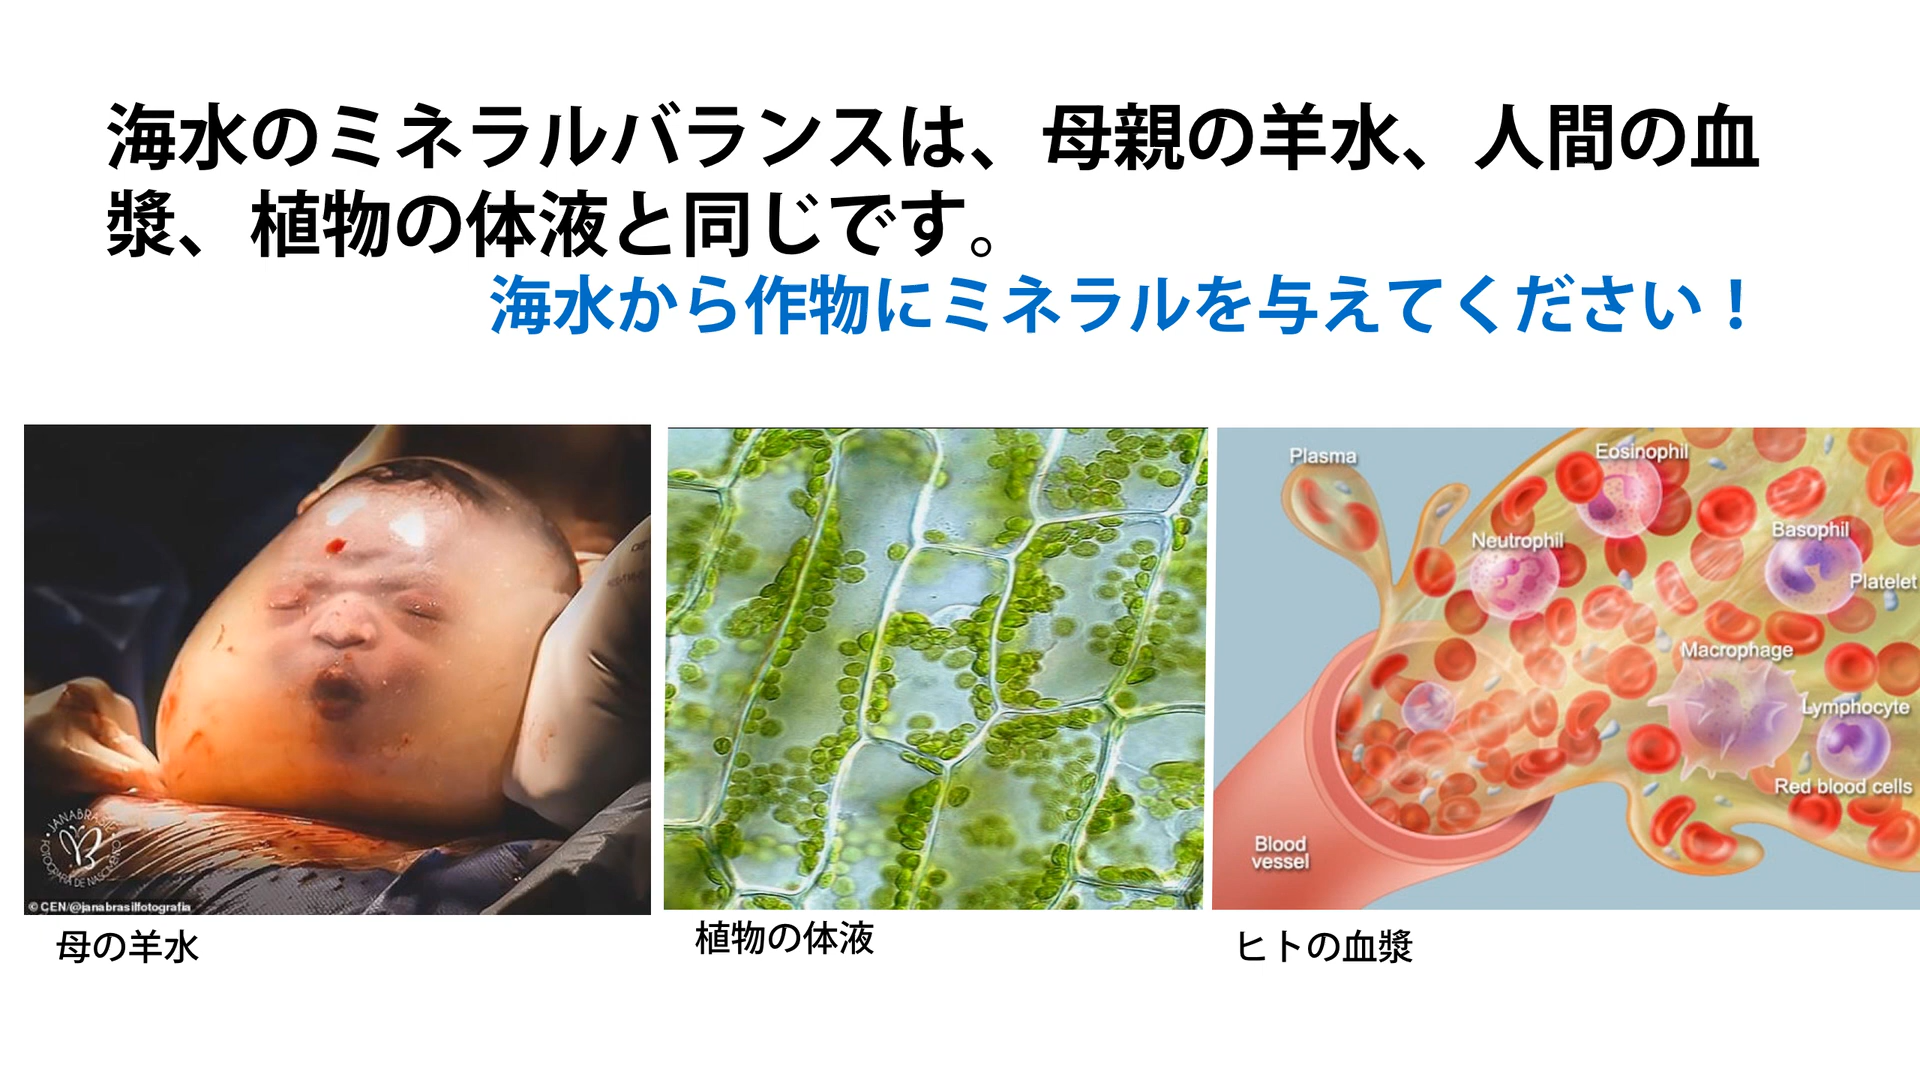 海水のミネラルバランスは、母親の羊水、人間の血
漿、植物の体液と同じです。
海水から作物にミネラルを与えてください！
Plasma
Eosinophil
Neutrophil
Basophil
Platelet
Macrophage
Lymphocyte
Red blood cells
Blood
vessel
JANABRASIL
FOTOGRAFIA DE NASCIMENTO
© CEN/@janabrasilfotografia
母の羊水
植物の体液
ヒトの血漿